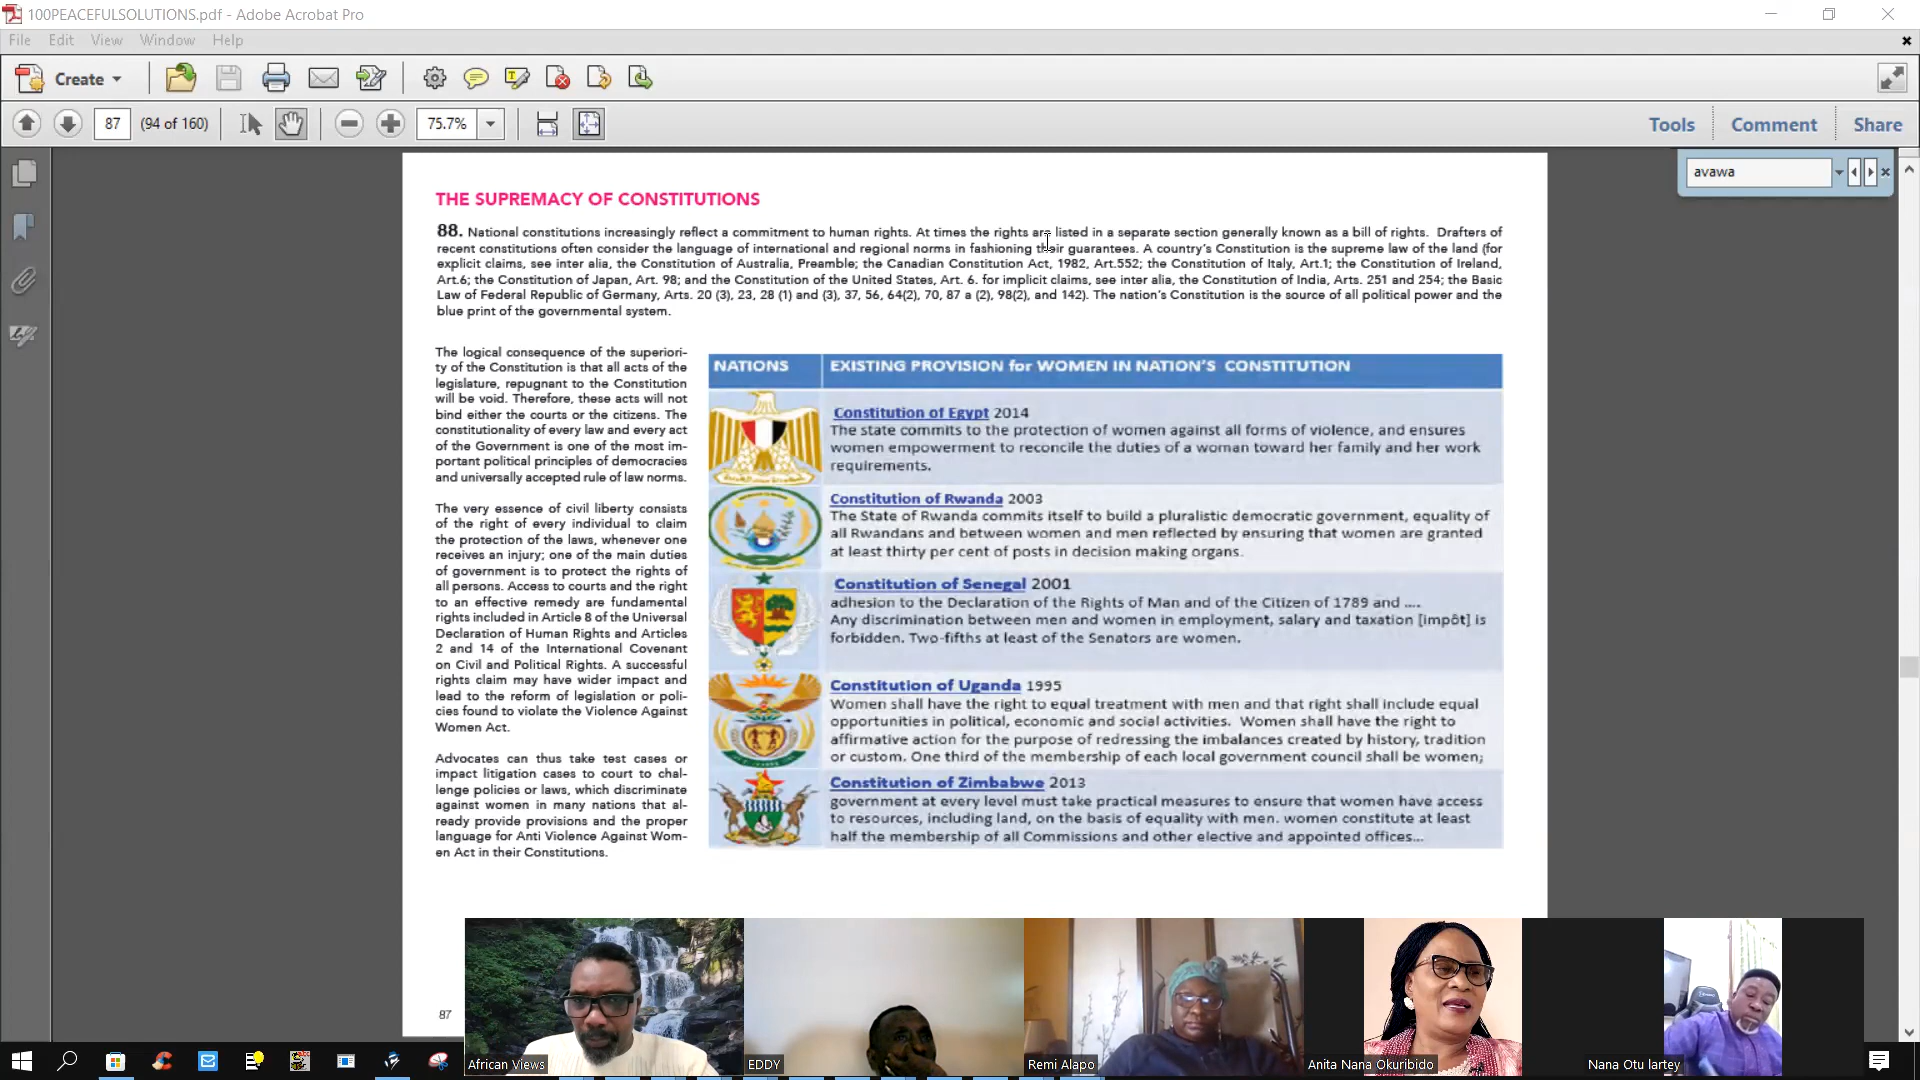 100PEACEFULSOLUTIONS.pdf - Adobe Acrobat Pro
File Edit View Window Help
Create
87 (94 of 160) 75.7% Tools Comment Share
avawa
THE SUPREMACY OF CONSTITUTIONS
88. National constitutions increasingly reflect a commitment to human rights. At times the rights are listed in a separate section generally known as a bill of rights. Drafters of
recent constitutions often consider the language of international and regional norms in fashioning their guarantees. A country's Constitution is the supreme law of the land (for
explicit claims, see inter alia, the Constitution of Australia, Preamble; the Canadian Constitution Act, 1982, Art.552; the Constitution of Italy, Art.1; the Constitution of Ireland,
Art.6; the Constitution of Japan, Art. 98; and the Constitution of the United States, Art. 6. for implicit claims, see inter alia, the Constitution of India, Arts. 251 and 254; the Basic
Law of Federal Republic of Germany, Arts. 20 (3), 23, 28 (1) and (3), 37, 56, 64(2), 70, 87 a (2), 98(2), and 142). The nation's Constitution is the source of all political power and the
blue print of the governmental system.
The logical consequence of the superiori-
ty of the Constitution is that all acts of the
legislature, repugnant to the Constitution
will be void. Therefore, these acts will not
bind either the courts or the citizens. The
constitutionality of every law and every act
of the Government is one of the most im-
portant political principles of democracies
and universally accepted rule of law norms.
The very essence of civil liberty consists
of the right of every individual to claim
the protection of the laws, whenever one
receives an injury; one of the main duties
of government is to protect the rights of
all persons. Access to courts and the right
to an effective remedy are fundamental
rights included in Article 8 of the Universal
Declaration of Human Rights and Articles
2 and 14 of the International Covenant
on Civil and Political Rights. A successful
rights claim may have wider impact and
lead to the reform of legislation or poli-
cies found to violate the Violence Against
Women Act.
Advocates can thus take test cases or
impact litigation cases to court to chal-
lenge policies or laws, which discriminate
against women in many nations that al-
ready provide provisions and the proper
language for Anti Violence Against Wom-
en Act in their Constitutions.
NATIONS EXISTING PROVISION for WOMEN IN NATION'S CONSTITUTION
Constitution of Egypt 2014
The state commits to the protection of women against all forms of violence, and ensures
women empowerment to reconcile the duties of a woman toward her family and her work
requirements.
Constitution of Rwanda 2003
The State of Rwanda commits itself to build a pluralistic democratic government, equality of
all Rwandans and between women and men reflected by ensuring that women are granted
at least thirty per cent of posts in decision making organs.
Constitution of Senegal 2001
adhesion to the Declaration of the Rights of Man and of the Citizen of 1789 and ....
Any discrimination between men and women in employment, salary and taxation [impôt] is
forbidden. Two-fifths at least of the Senators are women.
Constitution of Uganda 1995
Women shall have the right to equal treatment with men and that right shall include equal
opportunities in political, economic and social activities. Women shall have the right to
affirmative action for the purpose of redressing the imbalances created by history, tradition
or custom. One third of the membership of each local government council shall be women;
Constitution of Zimbabwe 2013
government at every level must take practical measures to ensure that women have access
to resources, including land, on the basis of equality with men. women constitute at least
half the membership of all Commissions and other elective and appointed offices...
87
African Views
EDDY
Remi Alapo
Anita Nana Okuribido
Nana Otu lartey